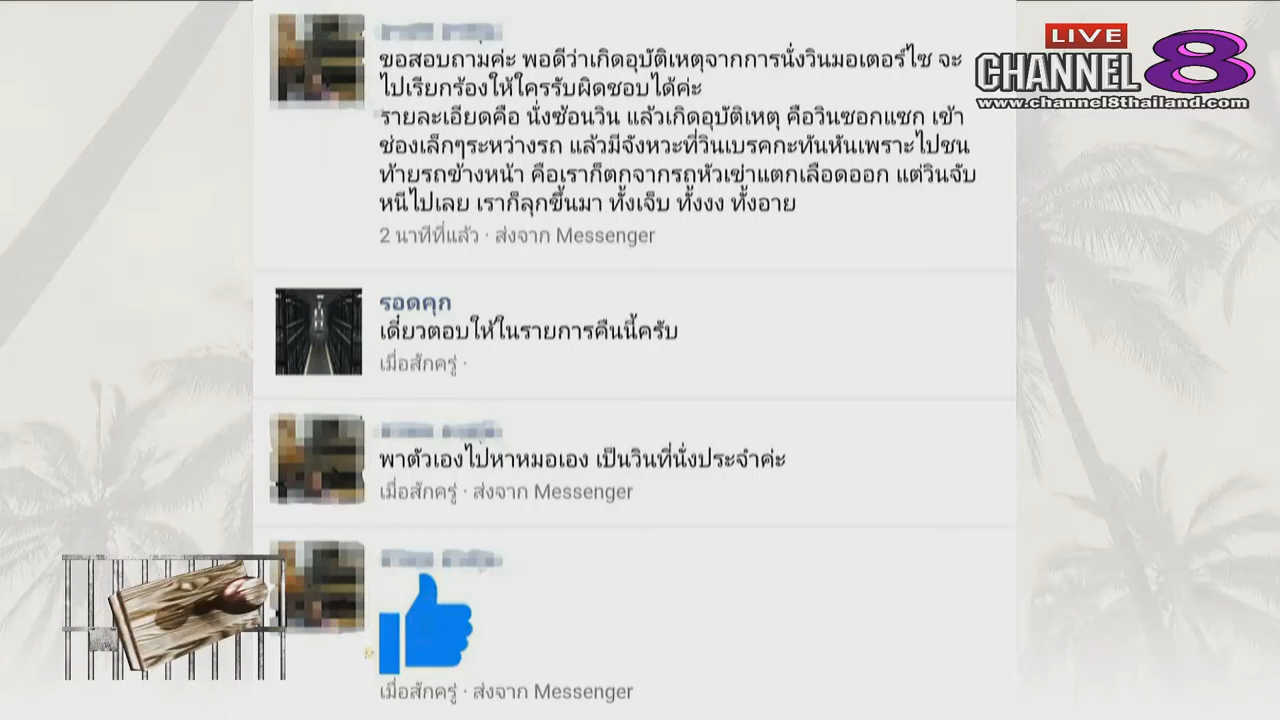 LIVE
CHANNEL 8
www.channel8thailand.com
ขอสอบถามค่ะ พอดีว่าเกิดอุบัติเหตุจากการนั่งวินมอเตอร์ไซ จะ
ไปเรียกร้องให้ใครรับผิดชอบได้ค่ะ
รายละเอียดคือ นั่งซ้อนวิน แล้วเกิดอุบัติเหตุ คือวินซอกแซก เข้า
ช่องเล็กๆระหว่างรถ แล้วมีจังหวะที่วินเบรคกะทันหันเพราะไปชน
ท้ายรถข้างหน้า คือเราก็ตกจากรถหัวเข่าแตกเลือดออก แต่วินจับ
หนีไปเลย เราก็ลุกขึ้นมา ทั้งเจ็บ ทั้งงง ทั้งอาย
2 นาทีที่แล้ว · ส่งจาก Messenger
รอดคุก
เดี๋ยวตอบให้ในรายการคืนนี้ครับ
เมื่อสักครู่ ·
พาตัวเองไปหาหมอเอง เป็นวินที่นั่งประจำค่ะ
เมื่อสักครู่ · ส่งจาก Messenger
เมื่อสักครู่ · ส่งจาก Messenger